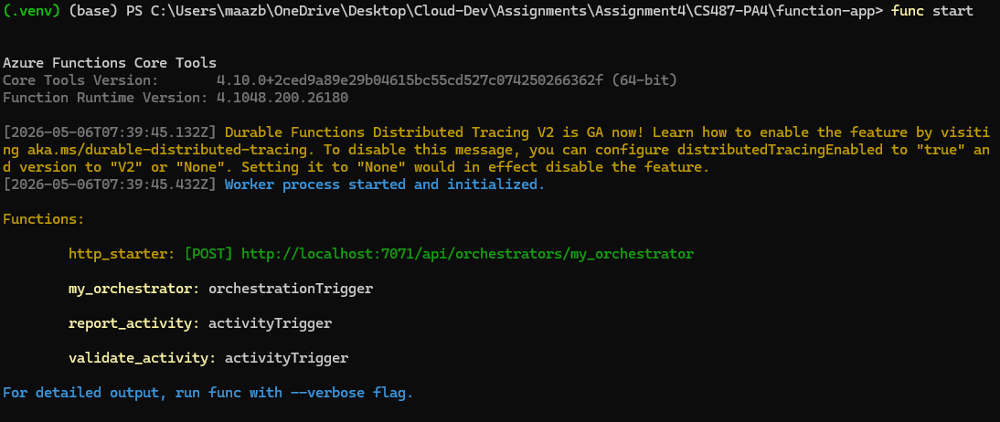 (.venv) (base) PS C:\Users\maazb\OneDrive\Desktop\Cloud-Dev\Assignments\Assignment4\CS487-PA4\function-app> func start
Azure Functions Core Tools
Core Tools Version:       4.10.0+2ced9a89e29b04615bc55cd527c074250266362f (64-bit)
Function Runtime Version: 4.1048.200.26180
[2026-05-06T07:39:45.132Z] Durable Functions Distributed Tracing V2 is GA now! Learn how to enable the feature by visiti
ng aka.ms/durable-distributed-tracing. To disable this message, you can configure distributedTracingEnabled to "true" an
d version to "V2" or "None". Setting it to "None" would in effect disable the feature.
[2026-05-06T07:39:45.432Z] Worker process started and initialized.
Functions:
http_starter: [POST] http://localhost:7071/api/orchestrators/my_orchestrator
my_orchestrator: orchestrationTrigger
report_activity: activityTrigger
validate_activity: activityTrigger
For detailed output, run func with --verbose flag.